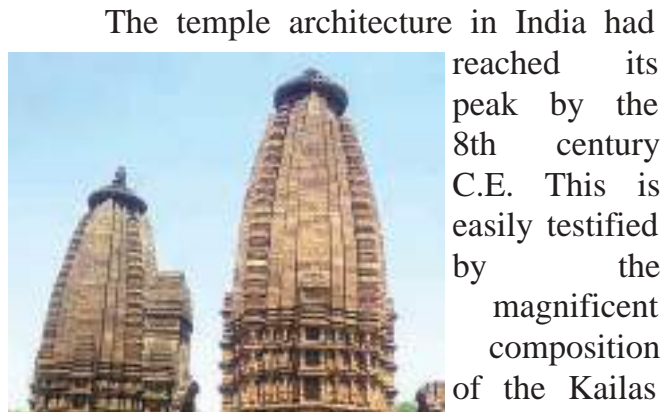 The temple architecture in India had
reached its
peak by the
8th century
C.E. This is
easily testified
by the
magnificent
composition
of the Kailas